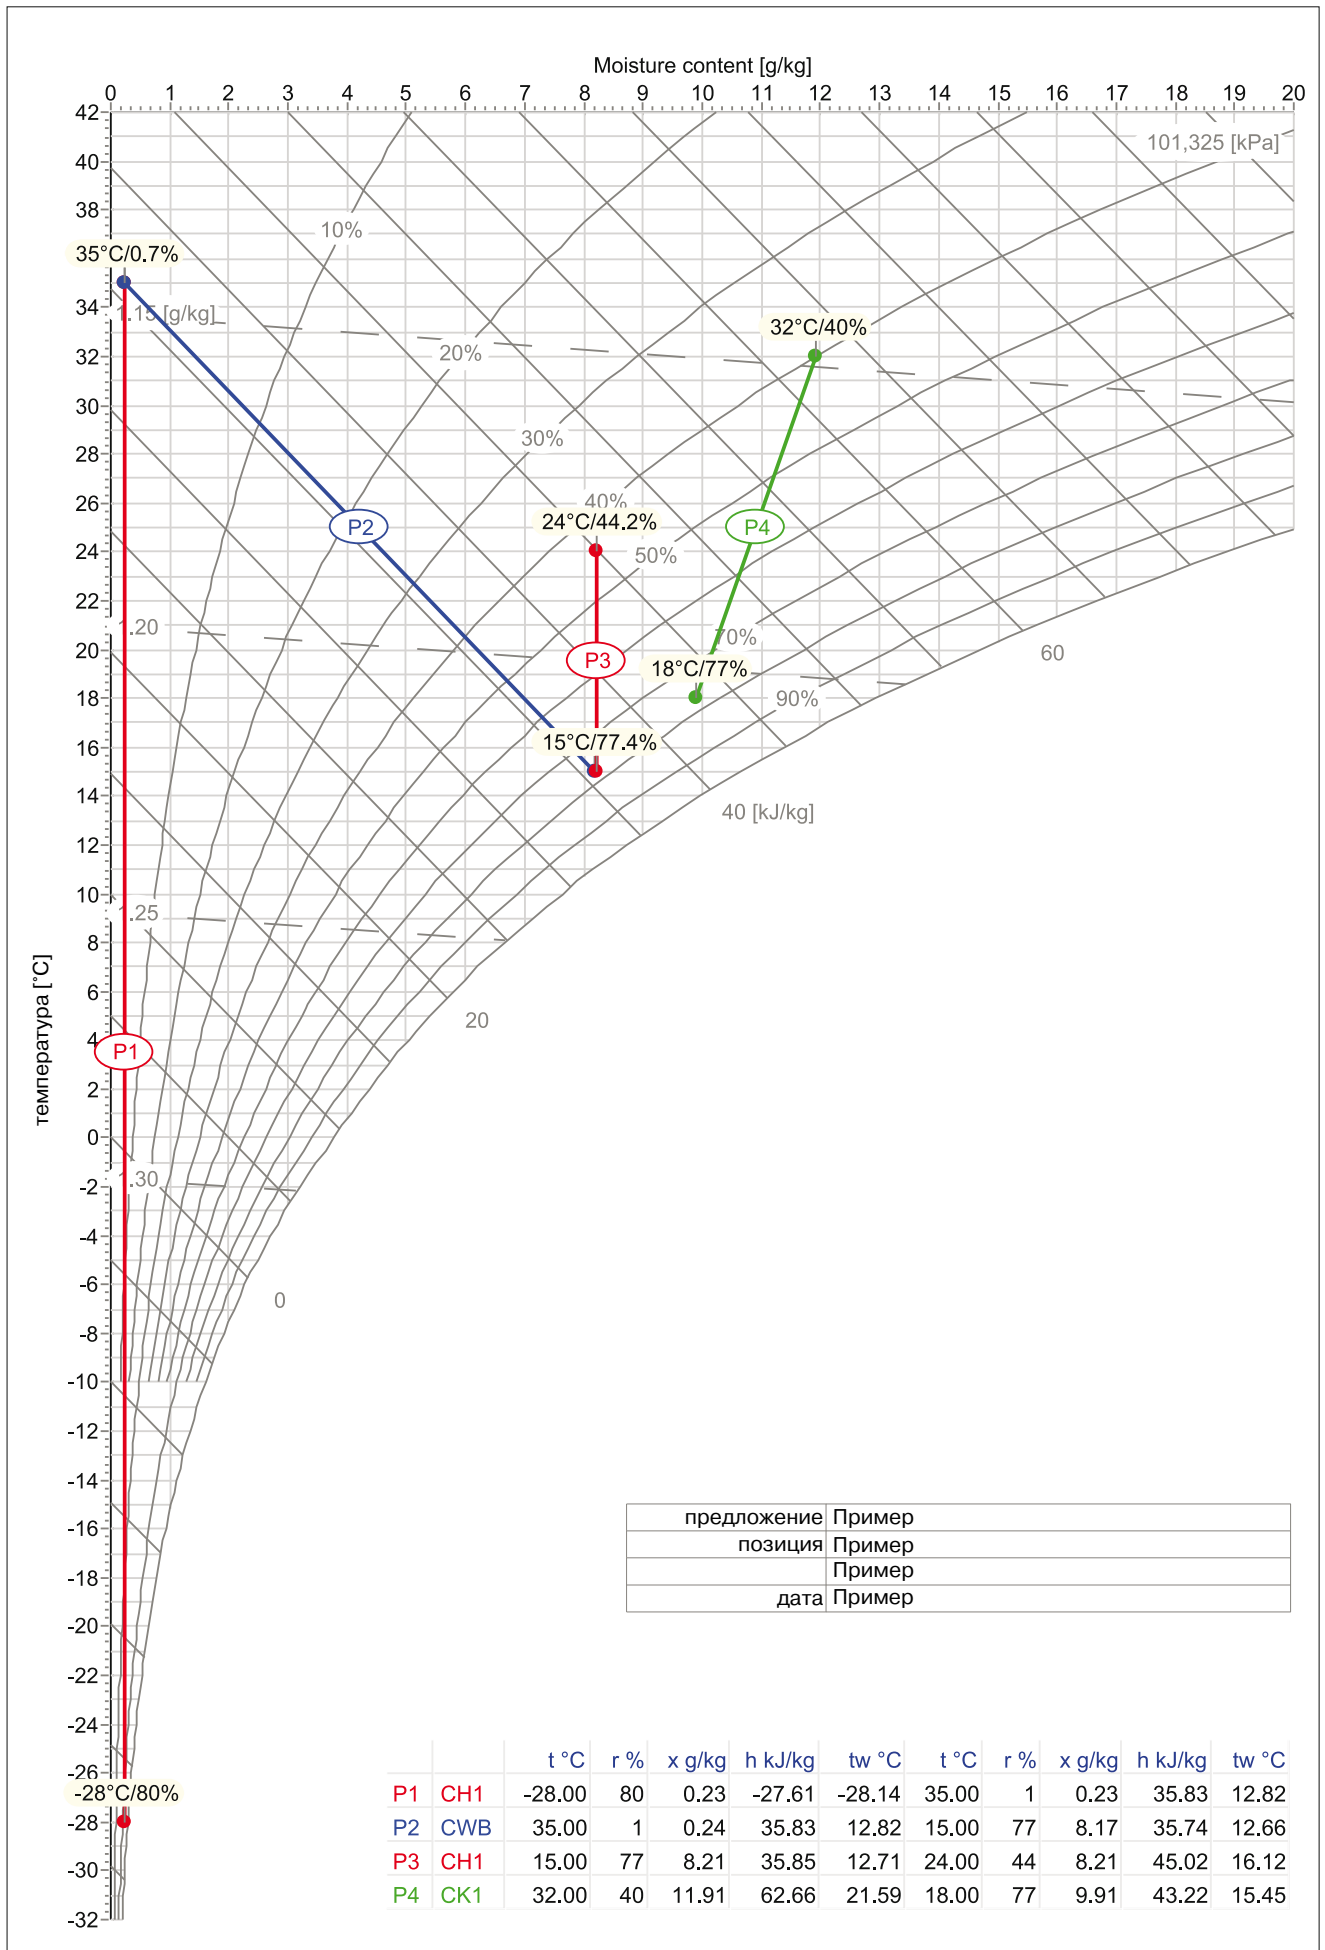 Moisture content [g/kg]
0 1 2 3 4 5 6 7 8 9 10 11 12 13 14 15 16 17 18 19 20
42
101,325 [kPa]
40
38
10%
35°C/0.7%
34
1.15 [g/kg]
32°C/40%
32
20%
30
30%
28
26
40%
24°C/44.2%
P2
P4
24
50%
22
.20
70%
20
60
P3
18°C/77%
18
90%
16
15°C/77.4%
14
40 [kJ/kg]
12
10
.25
8
6
20
4
P1
2
0
.30
-2
-4
-6
0
-8
-10
-12
-14
-16
-18
-20
-22
-24
-26
-28°C/80%
-28
-30
-32
температура [°C]
предложение Пример
позиция Пример
Пример
дата Пример
t °C r % x g/kg h kJ/kg tw °C t °C r % x g/kg h kJ/kg tw °C
P1 CH1 -28.00 80 0.23 -27.61 -28.14 35.00 1 0.23 35.83 12.82
P2 CWB 35.00 1 0.24 35.83 12.82 15.00 77 8.17 35.74 12.66
P3 CH1 15.00 77 8.21 35.85 12.71 24.00 44 8.21 45.02 16.12
P4 CK1 32.00 40 11.91 62.66 21.59 18.00 77 9.91 43.22 15.45